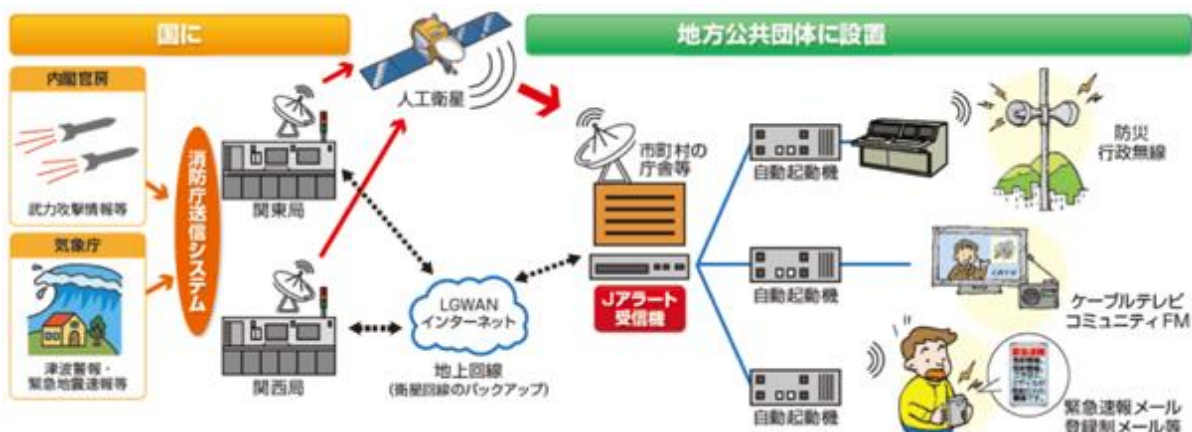 国に
地方公共団体に設置
内閣官房
武力攻撃情報等
気象庁
津波警報・
緊急地震速報等
消防庁送信システム
関東局
関西局
人工衛星
LGWAN
インターネット
地上回線
(衛星回線のバックアップ)
市町村の
庁舎等
Jアラート
受信機
自動起動機
防災
行政無線
自動起動機
ケーブルテレビ
コミュニティFM
自動起動機
緊急速報
緊急速報メール
登録制メール等